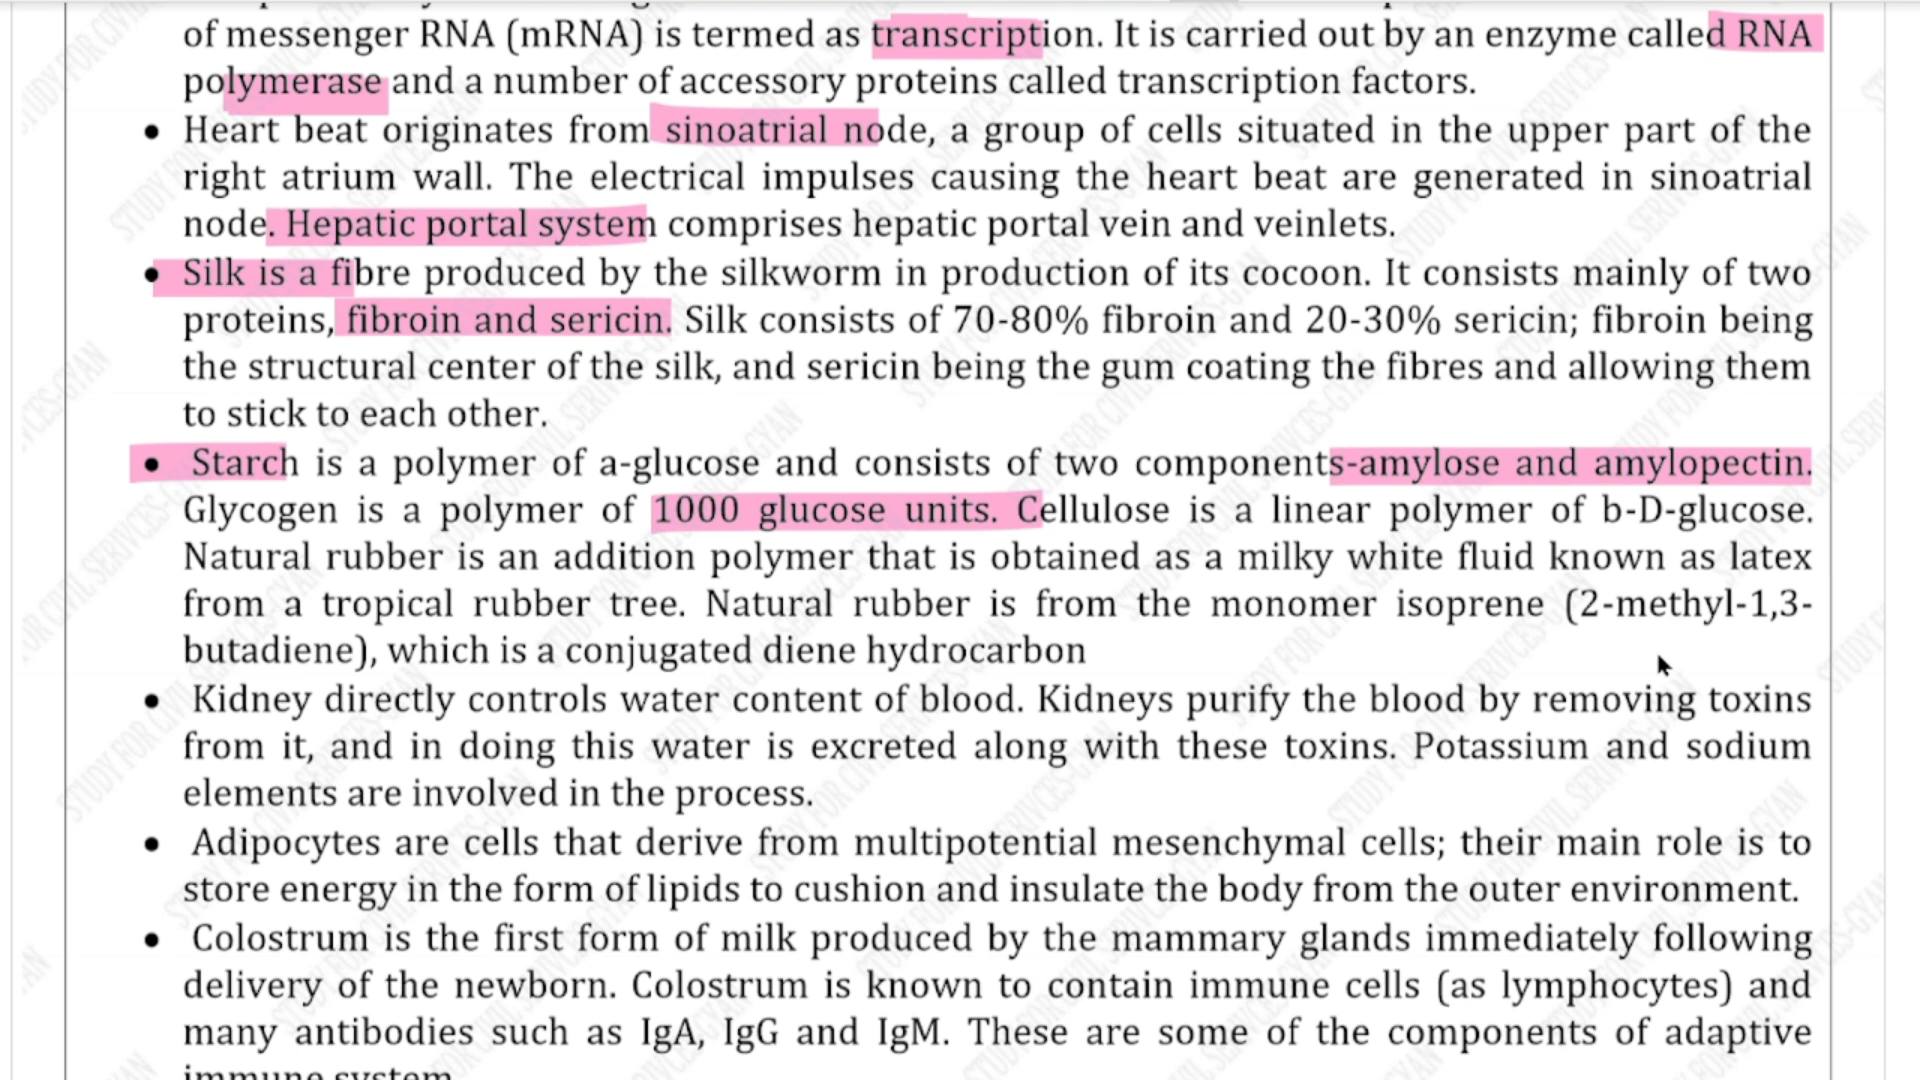 of messenger RNA (mRNA) is termed as transcription. It is carried out by an enzyme called RNA
polymerase and a number of accessory proteins called transcription factors.
• Heart beat originates from sinoatrial node, a group of cells situated in the upper part of the
right atrium wall. The electrical impulses causing the heart beat are generated in sinoatrial
node. Hepatic portal system comprises hepatic portal vein and veinlets.
• Silk is a fibre produced by the silkworm in production of its cocoon. It consists mainly of two
proteins, fibroin and sericin. Silk consists of 70-80% fibroin and 20-30% sericin; fibroin being
the structural center of the silk, and sericin being the gum coating the fibres and allowing them
to stick to each other.
• Starch is a polymer of a-glucose and consists of two components-amylose and amylopectin.
Glycogen is a polymer of 1000 glucose units. Cellulose is a linear polymer of b-D-glucose.
Natural rubber is an addition polymer that is obtained as a milky white fluid known as latex
from a tropical rubber tree. Natural rubber is from the monomer isoprene (2-methyl-1,3-
butadiene), which is a conjugated diene hydrocarbon
• Kidney directly controls water content of blood. Kidneys purify the blood by removing toxins
from it, and in doing this water is excreted along with these toxins. Potassium and sodium
elements are involved in the process.
• Adipocytes are cells that derive from multipotential mesenchymal cells; their main role is to
store energy in the form of lipids to cushion and insulate the body from the outer environment.
• Colostrum is the first form of milk produced by the mammary glands immediately following
delivery of the newborn. Colostrum is known to contain immune cells (as lymphocytes) and
many antibodies such as IgA, IgG and IgM. These are some of the components of adaptive
immune system